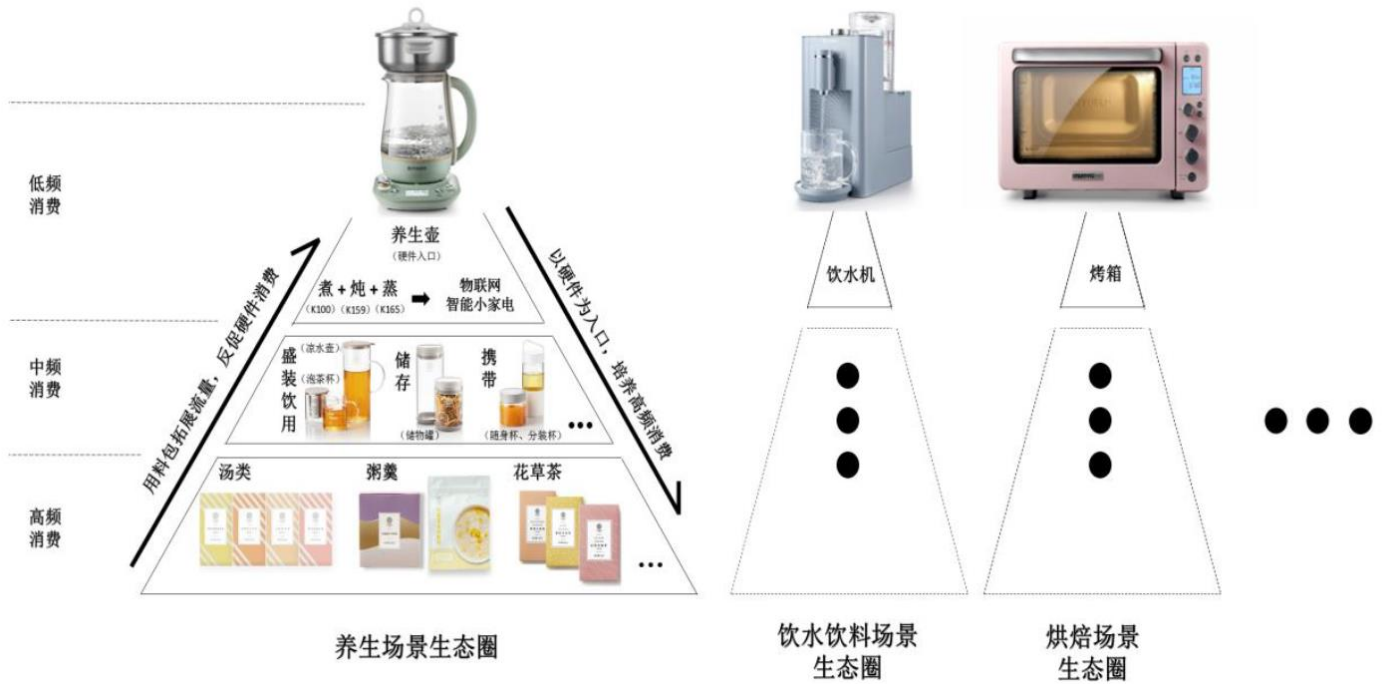 低频
消费
养生壶
（硬件入口）
煮+炖+蒸
（K100）（K159）（K165）
物联网
智能小家电
用料包拓展流量，反促硬件消费
以硬件为入口，培养高频消费
中频
消费
盛装饮用
（凉水壶）
（泡茶杯）
储存
（储物罐）
携带
（随身杯、分装杯）
高频
消费
汤类
粥羹
花草茶
养生场景生态圈
饮水机
饮水饮料场景
生态圈
烤箱
烘焙场景
生态圈